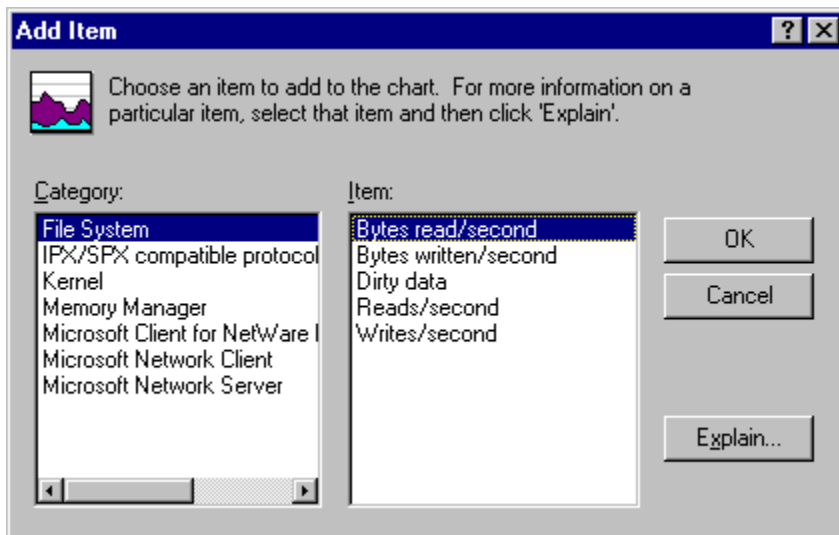 Add Item
Choose an item to add to the chart. For more information on a
particular item, select that item and then click 'Explain'.
Category:
File System
IPX/SPX compatible protocol
Kernel
Memory Manager
Microsoft Client for NetWare
Microsoft Network Client
Microsoft Network Server
Item:
Bytes read/second
Bytes written/second
Dirty data
Reads/second
Writes/second
OK
Cancel
Explain...